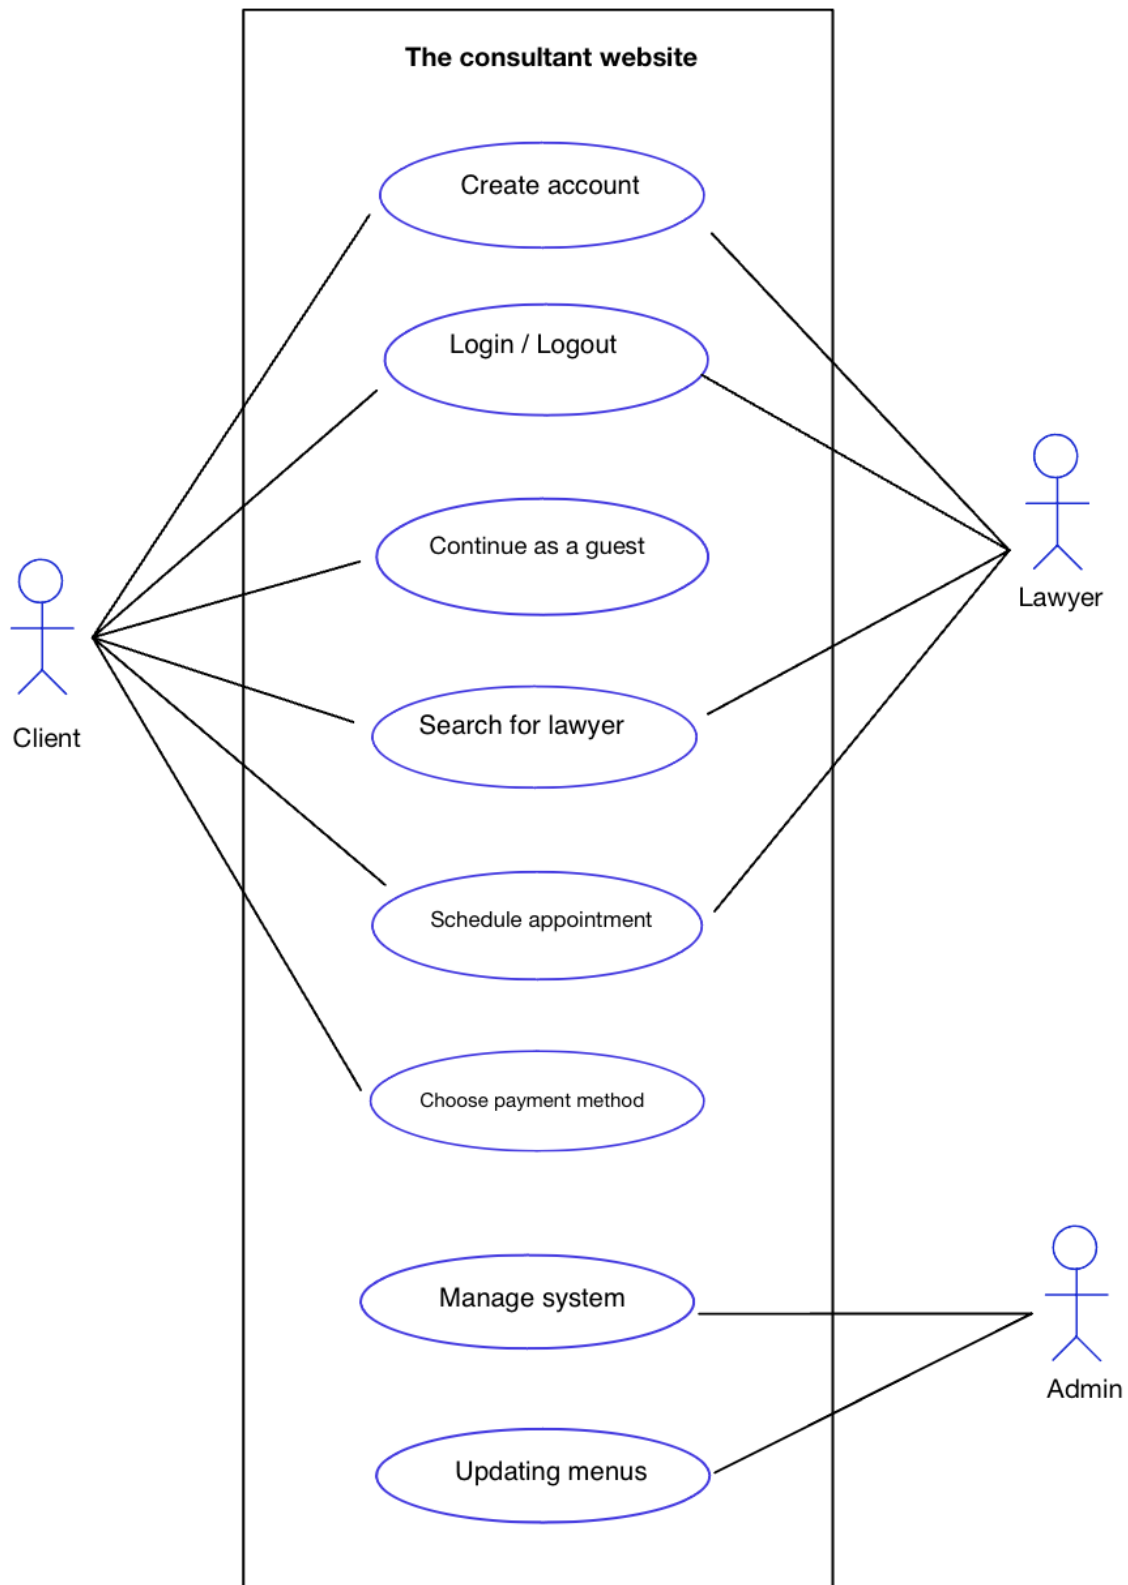 The consultant website
Create account
Login / Logout
Continue as a guest
Lawyer
Search for lawyer
Client
Schedule appointment
Choose payment method
Manage system
Admin
Updating menus